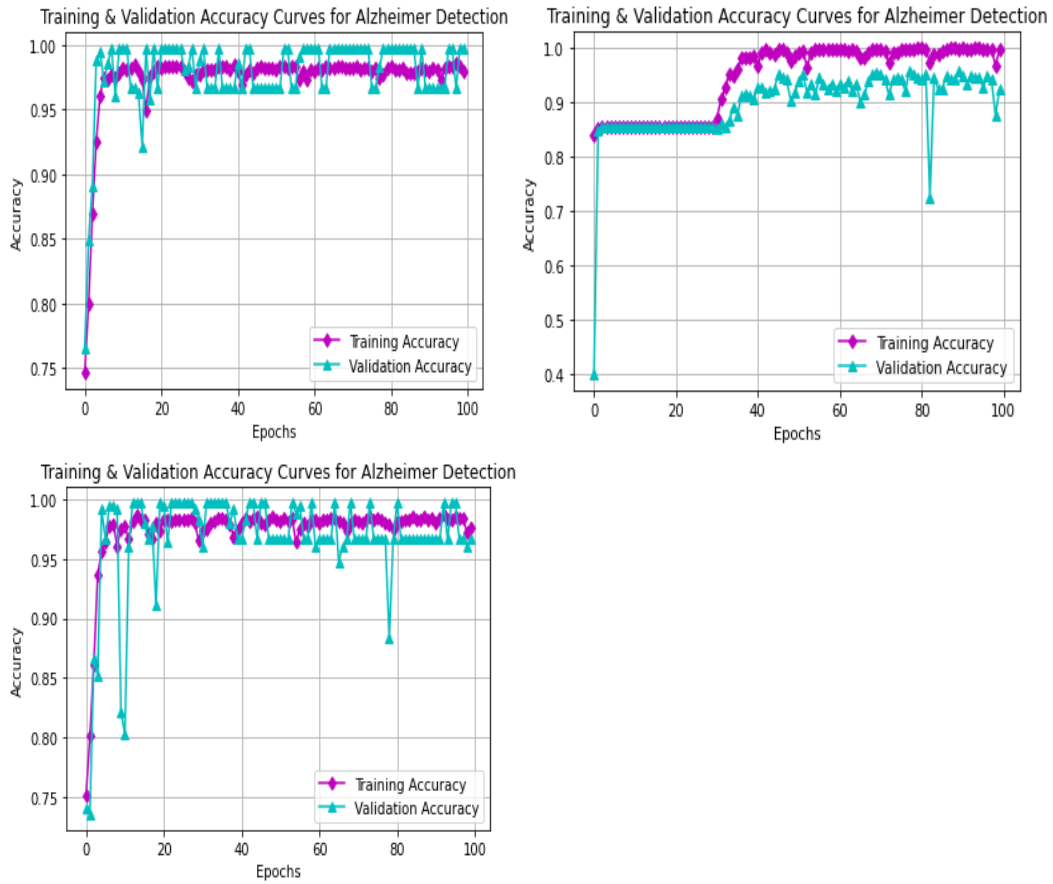 Training & Validation Accuracy Curves for Alzheimer Detection
1.00
0.95
0.90
0.85
0.80
0.75
Accuracy
Training Accuracy
Validation Accuracy
0 20 40 60 80 100
Epochs
Training & Validation Accuracy Curves for Alzheimer Detection
1.0
0.9
0.8
0.7
0.6
0.5
0.4
Accuracy
Training Accuracy
Validation Accuracy
0 20 40 60 80 100
Epochs
Training & Validation Accuracy Curves for Alzheimer Detection
1.00
0.95
0.90
0.85
0.80
0.75
Accuracy
Training Accuracy
Validation Accuracy
0 20 40 60 80 100
Epochs